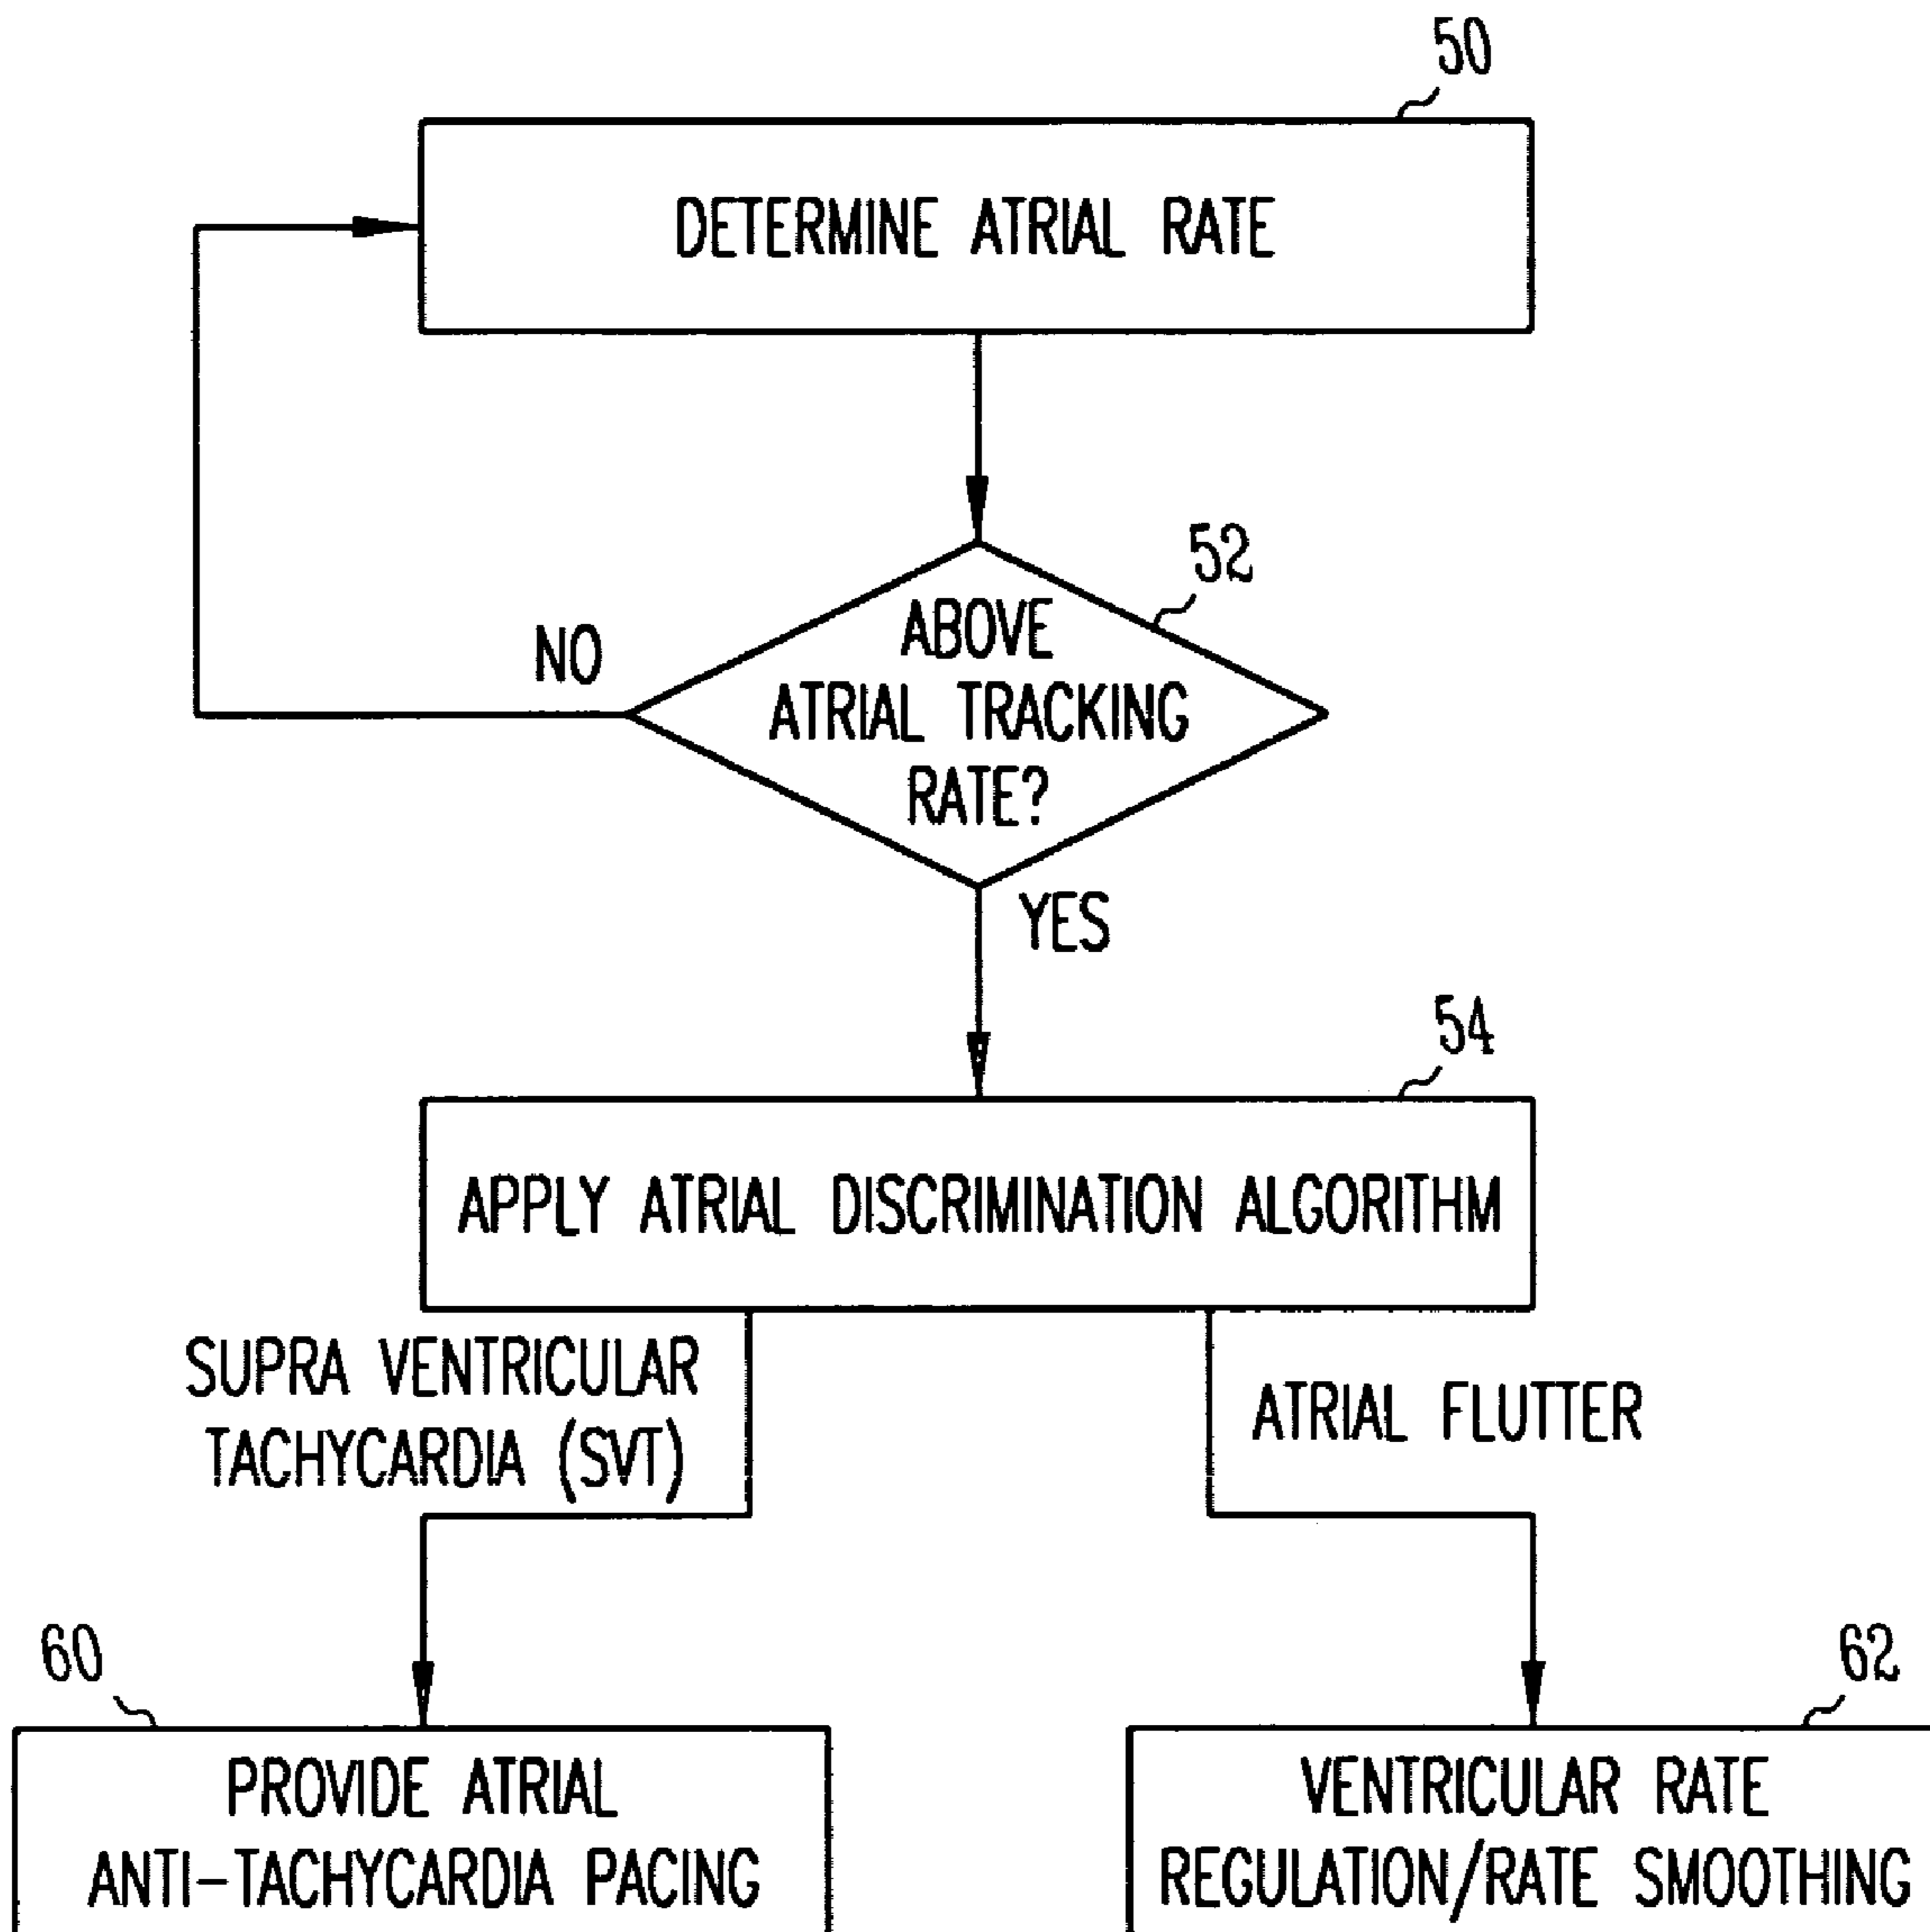 50
DETERMINE ATRIAL RATE
52
ABOVE
ATRIAL TRACKING
RATE?
NO
YES
54
APPLY ATRIAL DISCRIMINATION ALGORITHM
SUPRA VENTRICULAR
TACHYCARDIA (SVT)
ATRIAL FLUTTER
60
PROVIDE ATRIAL
ANTI-TACHYCARDIA PACING
62
VENTRICULAR RATE
REGULATION/RATE SMOOTHING